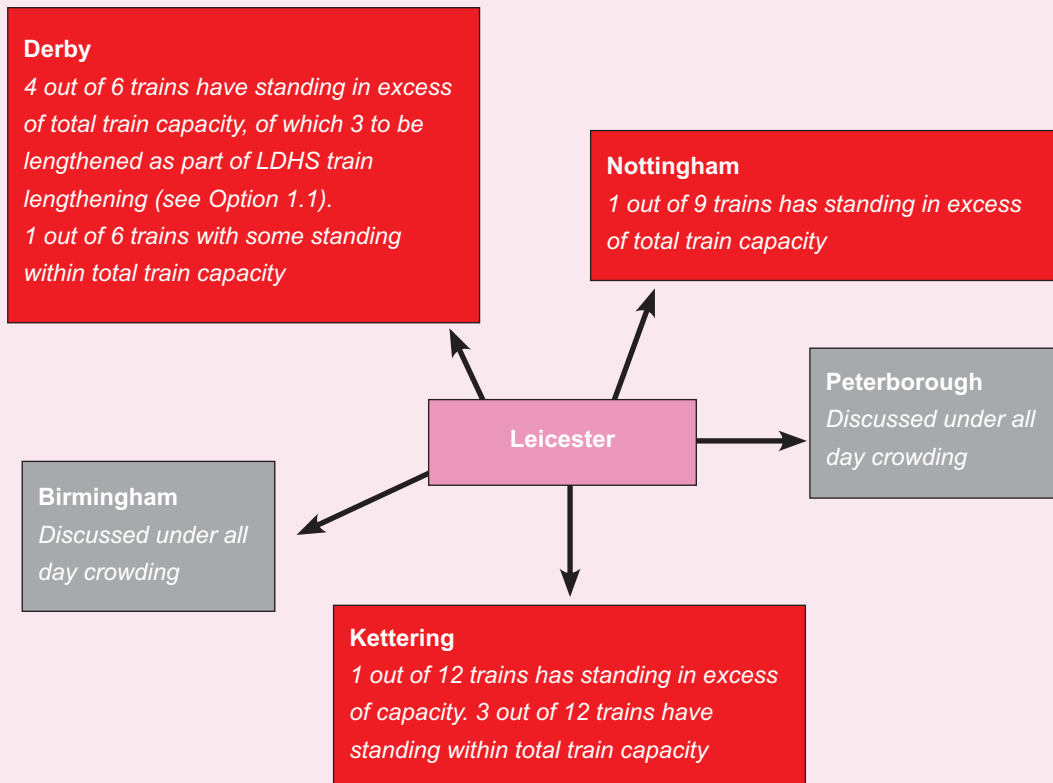 Derby
4 out of 6 trains have standing in excess
of total train capacity, of which 3 to be
lengthened as part of LDHS train
lengthening (see Option 1.1).
1 out of 6 trains with some standing
within total train capacity
Nottingham
1 out of 9 trains has standing in excess
of total train capacity
Peterborough
Discussed under all
day crowding
Leicester
Birmingham
Discussed under all
day crowding
Kettering
1 out of 12 trains has standing in excess
of capacity. 3 out of 12 trains have
standing within total train capacity